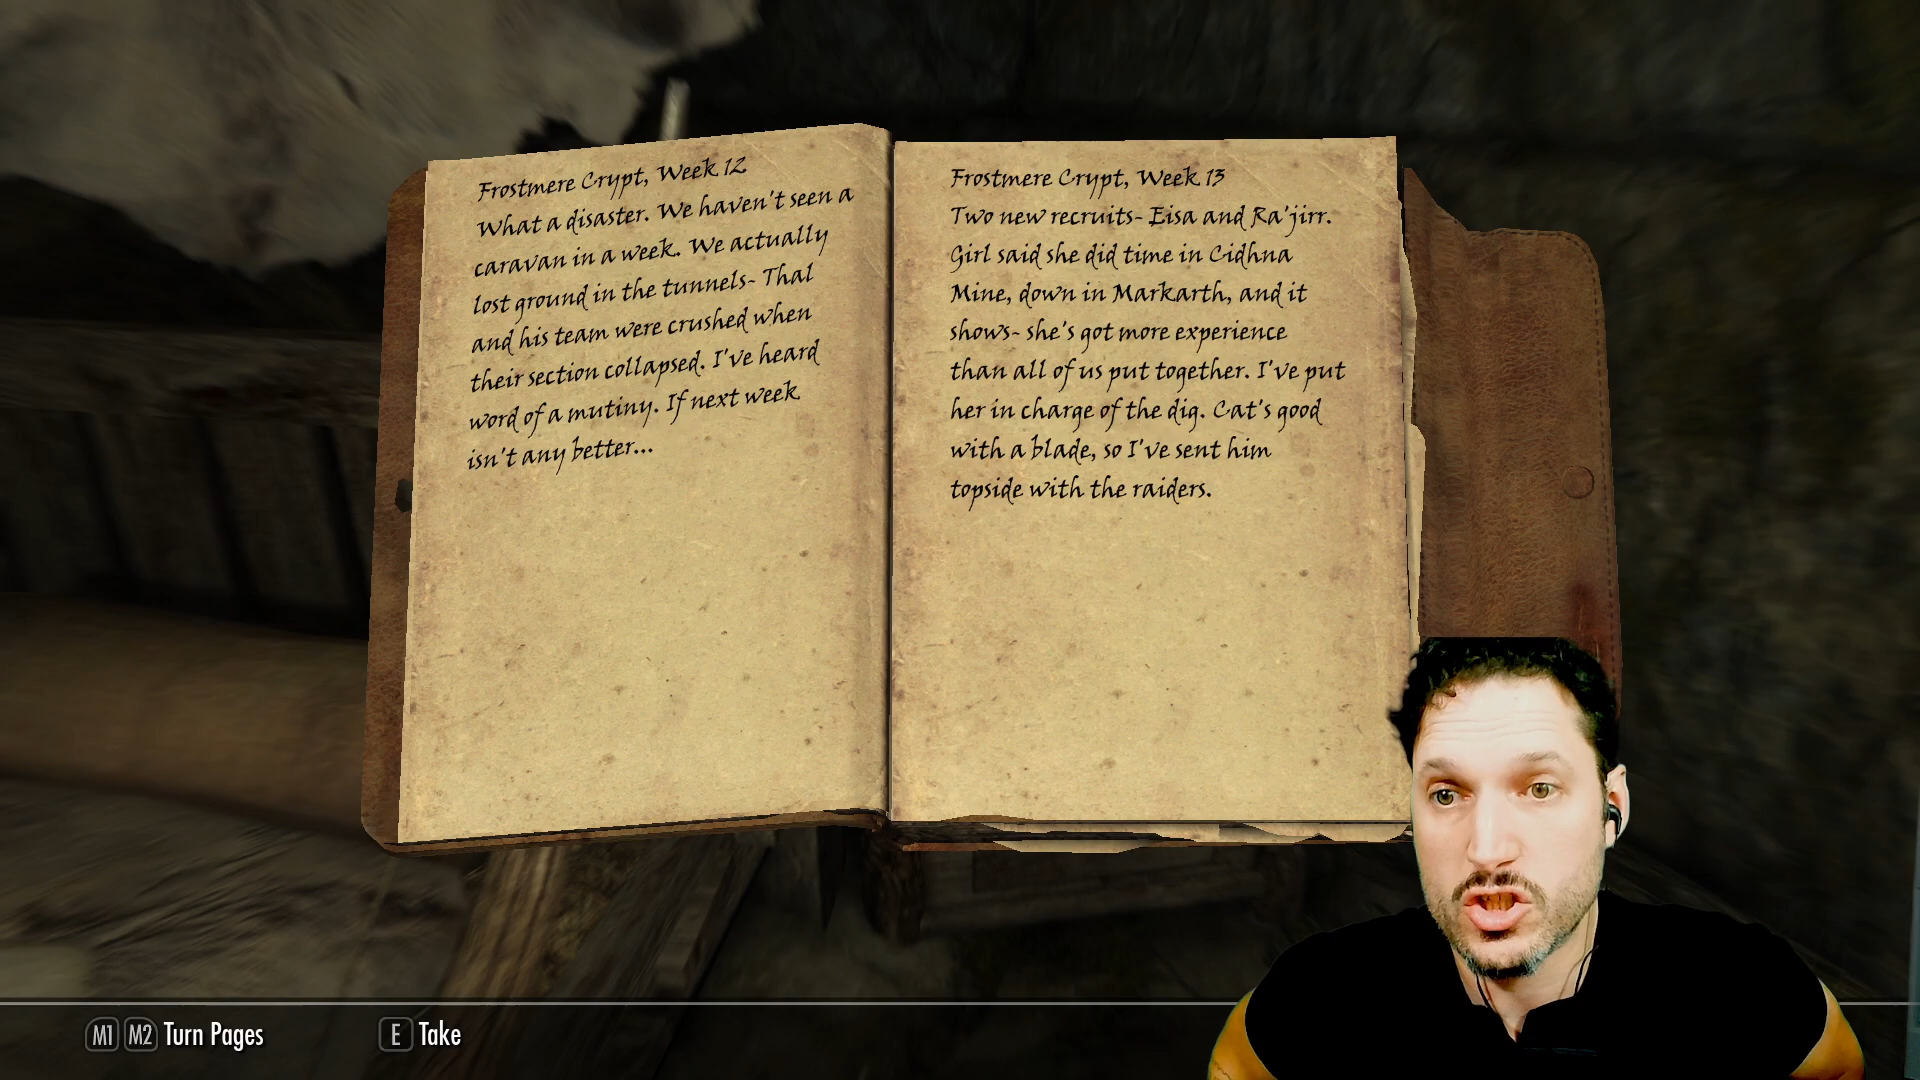 Frostmere Crypt, Week 12
What a disaster. We haven't seen a
caravan in a week. We actually
lost ground in the tunnels- Thal
and his team were crushed when
their section collapsed. I've heard
word of a mutiny. If next week
isn't any better...
Frostmere Crypt, Week 13
Two new recruits- Eisa and Ra'jirr.
Girl said she did time in Cidhna
Mine, down in Markarth, and it
shows- she's got more experience
than all of us put together. I've put
her in charge of the dig. Cat's good
with a blade, so I've sent him
topside with the raiders.
M1 M2 Turn Pages
E Take